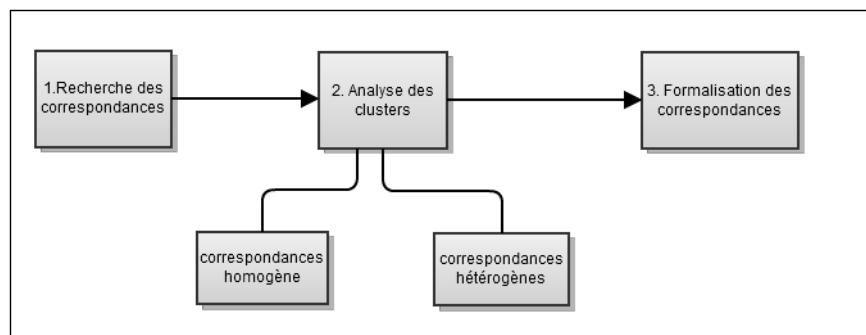 1.Recherche des
correspondances
2. Analyse des
clusters
3. Formalisation des
correspondances
correspondances
homogène
correspondances
hétérogènes